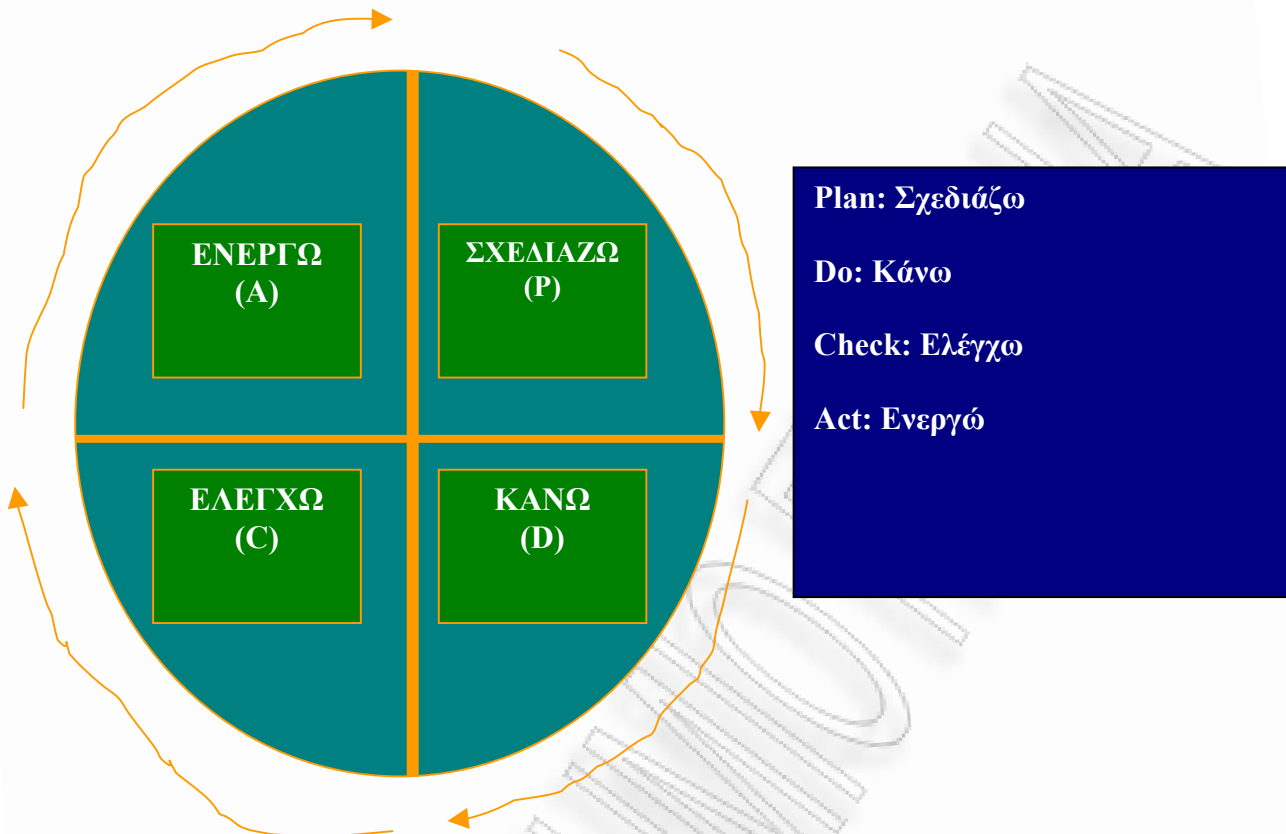 ΕΝΕΡΓΩ
(A)
ΣΧΕΔΙΑΖΩ
(P)
ΕΛΕΓΧΩ
(C)
ΚΑΝΩ
(D)
Plan: Σχεδιάζω
Do: Κάνω
Check: Ελέγχω
Act: Ενεργώ